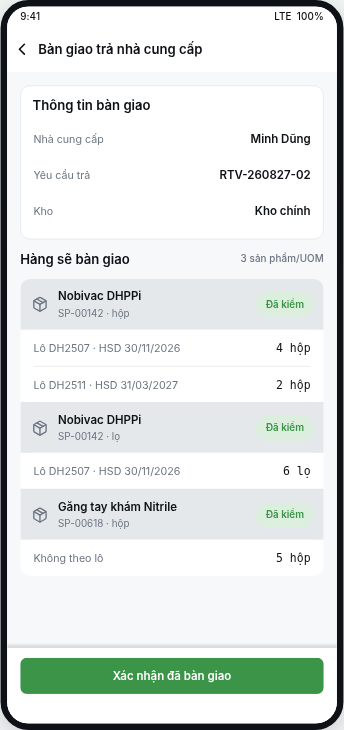 9:41 LTE 100%
Bàn giao trả nhà cung cấp
Thông tin bàn giao
Nhà cung cấp Minh Dũng
Yêu cầu trả RTV-260827-02
Kho Kho chính
Hàng sẽ bàn giao 3 sản phẩm/UOM
Nobivac DHPPi
SP-00142 · hộp
Đã kiểm
Lô DH2507 · HSD 30/11/2026 4 hộp
Lô DH2511 · HSD 31/03/2027 2 hộp
Nobivac DHPPi
SP-00142 · lọ
Đã kiểm
Lô DH2507 · HSD 30/11/2026 6 lọ
Găng tay khám Nitrile
SP-00618 · hộp
Đã kiểm
Không theo lô 5 hộp
Xác nhận đã bàn giao